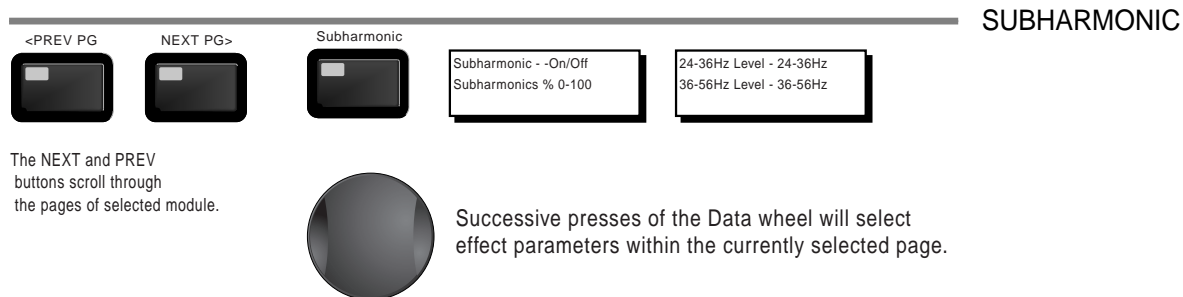 SUBHARMONIC
<PREV PG
NEXT PG>
Subharmonic
Subharmonic - -On/Off
Subharmonics % 0-100
24-36Hz Level - 24-36Hz
36-56Hz Level - 36-56Hz
The NEXT and PREV
buttons scroll through
the pages of selected module.
Successive presses of the Data wheel will select
effect parameters within the currently selected page.